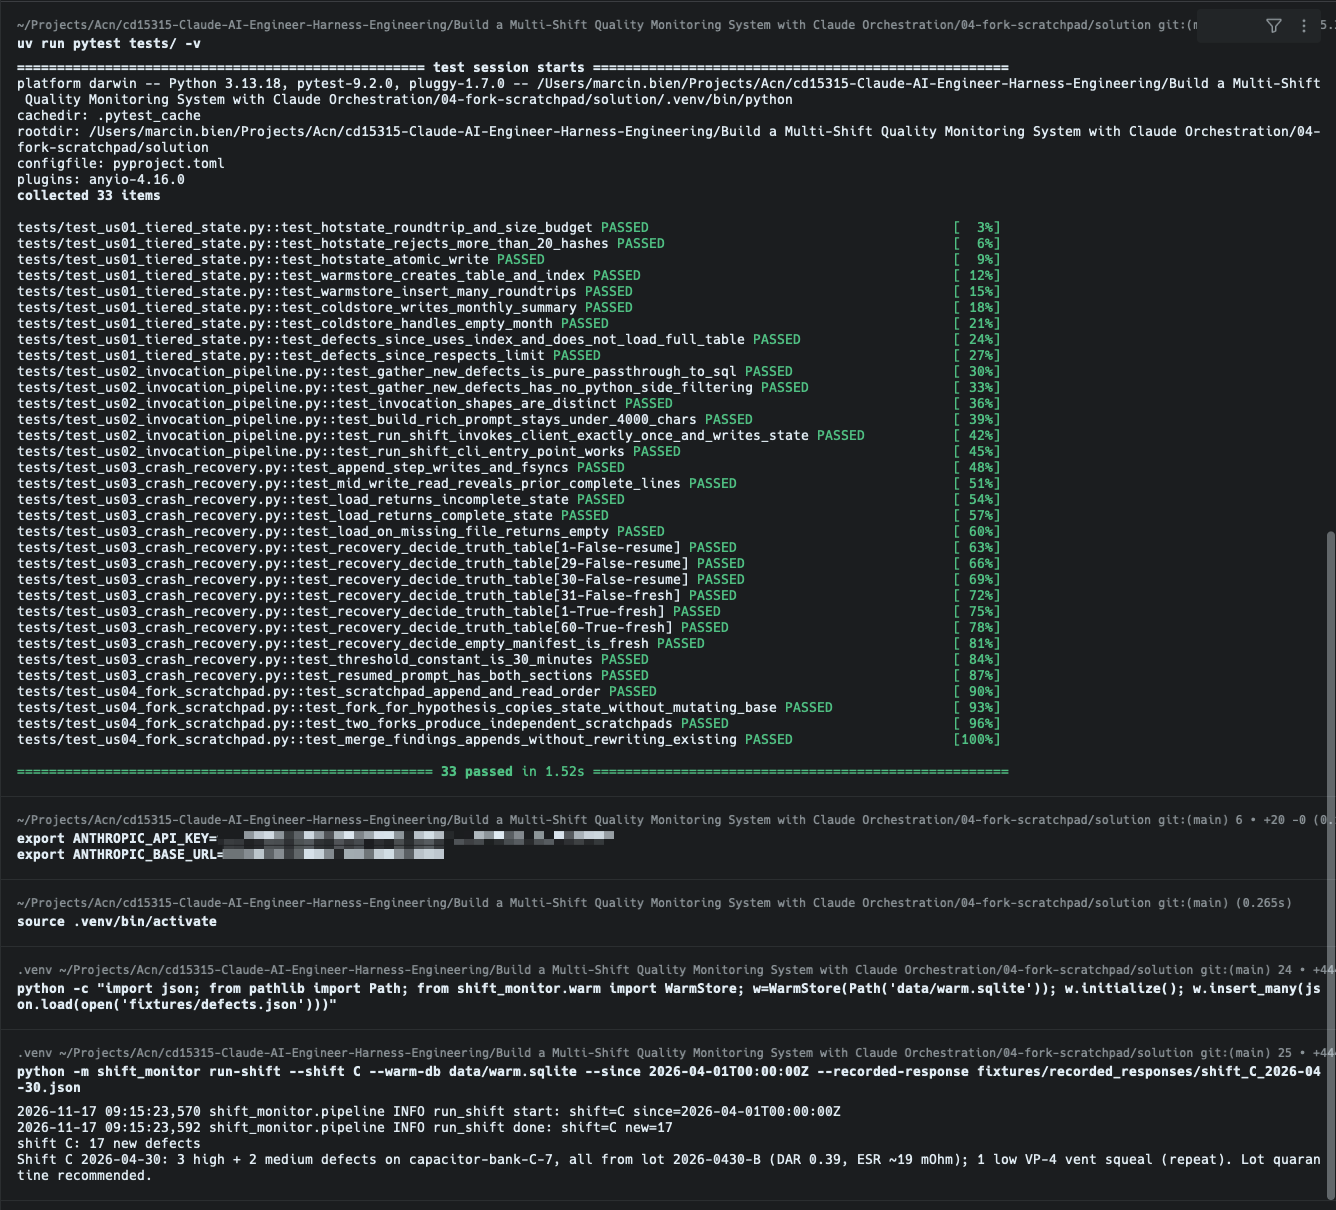 ~/Projects/Acn/cd15315-Claude-AI-Engineer-Harness-Engineering/Build a Multi-Shift Quality Monitoring System with Claude Orchestration/04-fork-scratchpad/solution git:(m
uv run pytest tests/ -v
=================================================== test session starts ====================================================
platform darwin -- Python 3.13.18, pytest-9.2.0, pluggy-1.7.0 -- /Users/marcin.bien/Projects/Acn/cd15315-Claude-AI-Engineer-Harness-Engineering/Build a Multi-Shift
Quality Monitoring System with Claude Orchestration/04-fork-scratchpad/solution/.venv/bin/python
cachedir: .pytest_cache
rootdir: /Users/marcin.bien/Projects/Acn/cd15315-Claude-AI-Engineer-Harness-Engineering/Build a Multi-Shift Quality Monitoring System with Claude Orchestration/04-
fork-scratchpad/solution
configfile: pyproject.toml
plugins: anyio-4.16.0
collected 33 items
tests/test_us01_tiered_state.py::test_hotstate_roundtrip_and_size_budget PASSED [  3%]
tests/test_us01_tiered_state.py::test_hotstate_rejects_more_than_20_hashes PASSED [  6%]
tests/test_us01_tiered_state.py::test_hotstate_atomic_write PASSED [  9%]
tests/test_us01_tiered_state.py::test_warmstore_creates_table_and_index PASSED [ 12%]
tests/test_us01_tiered_state.py::test_warmstore_insert_many_roundtrips PASSED [ 15%]
tests/test_us01_tiered_state.py::test_coldstore_writes_monthly_summary PASSED [ 18%]
tests/test_us01_tiered_state.py::test_coldstore_handles_empty_month PASSED [ 21%]
tests/test_us01_tiered_state.py::test_defects_since_uses_index_and_does_not_load_full_table PASSED [ 24%]
tests/test_us01_tiered_state.py::test_defects_since_respects_limit PASSED [ 27%]
tests/test_us02_invocation_pipeline.py::test_gather_new_defects_is_pure_passthrough_to_sql PASSED [ 30%]
tests/test_us02_invocation_pipeline.py::test_gather_new_defects_has_no_python_side_filtering PASSED [ 33%]
tests/test_us02_invocation_pipeline.py::test_invocation_shapes_are_distinct PASSED [ 36%]
tests/test_us02_invocation_pipeline.py::test_build_rich_prompt_stays_under_4000_chars PASSED [ 39%]
tests/test_us02_invocation_pipeline.py::test_run_shift_invokes_client_exactly_once_and_writes_state PASSED [ 42%]
tests/test_us02_invocation_pipeline.py::test_run_shift_cli_entry_point_works PASSED [ 45%]
tests/test_us03_crash_recovery.py::test_append_step_writes_and_fsyncs PASSED [ 48%]
tests/test_us03_crash_recovery.py::test_mid_write_read_reveals_prior_complete_lines PASSED [ 51%]
tests/test_us03_crash_recovery.py::test_load_returns_incomplete_state PASSED [ 54%]
tests/test_us03_crash_recovery.py::test_load_returns_complete_state PASSED [ 57%]
tests/test_us03_crash_recovery.py::test_load_on_missing_file_returns_empty PASSED [ 60%]
tests/test_us03_crash_recovery.py::test_recovery_decide_truth_table[1-False-resume] PASSED [ 63%]
tests/test_us03_crash_recovery.py::test_recovery_decide_truth_table[29-False-resume] PASSED [ 66%]
tests/test_us03_crash_recovery.py::test_recovery_decide_truth_table[30-False-resume] PASSED [ 69%]
tests/test_us03_crash_recovery.py::test_recovery_decide_truth_table[31-False-fresh] PASSED [ 72%]
tests/test_us03_crash_recovery.py::test_recovery_decide_truth_table[1-True-fresh] PASSED [ 75%]
tests/test_us03_crash_recovery.py::test_recovery_decide_truth_table[60-True-fresh] PASSED [ 78%]
tests/test_us03_crash_recovery.py::test_recovery_decide_empty_manifest_is_fresh PASSED [ 81%]
tests/test_us03_crash_recovery.py::test_threshold_constant_is_30_minutes PASSED [ 84%]
tests/test_us03_crash_recovery.py::test_resumed_prompt_has_both_sections PASSED [ 87%]
tests/test_us04_fork_scratchpad.py::test_scratchpad_append_and_read_order PASSED [ 90%]
tests/test_us04_fork_scratchpad.py::test_fork_for_hypothesis_copies_state_without_mutating_base PASSED [ 93%]
tests/test_us04_fork_scratchpad.py::test_two_forks_produce_independent_scratchpads PASSED [ 96%]
tests/test_us04_fork_scratchpad.py::test_merge_findings_appends_without_rewriting_existing PASSED [100%]
==================================================== 33 passed in 1.52s ====================================================
~/Projects/Acn/cd15315-Claude-AI-Engineer-Harness-Engineering/Build a Multi-Shift Quality Monitoring System with Claude Orchestration/04-fork-scratchpad/solution git:(main) 6 • +20 -0 (0.
export ANTHROPIC_API_KEY=
export ANTHROPIC_BASE_URL=
~/Projects/Acn/cd15315-Claude-AI-Engineer-Harness-Engineering/Build a Multi-Shift Quality Monitoring System with Claude Orchestration/04-fork-scratchpad/solution git:(main) (0.265s)
source .venv/bin/activate
.venv ~/Projects/Acn/cd15315-Claude-AI-Engineer-Harness-Engineering/Build a Multi-Shift Quality Monitoring System with Claude Orchestration/04-fork-scratchpad/solution git:(main) 24 • +44
python -c "import json; from pathlib import Path; from shift_monitor.warm import WarmStore; w=WarmStore(Path('data/warm.sqlite')); w.initialize(); w.insert_many(js
on.load(open('fixtures/defects.json')))"
.venv ~/Projects/Acn/cd15315-Claude-AI-Engineer-Harness-Engineering/Build a Multi-Shift Quality Monitoring System with Claude Orchestration/04-fork-scratchpad/solution git:(main) 25 • +44
python -m shift_monitor run-shift --shift C --warm-db data/warm.sqlite --since 2026-04-01T00:00:00Z --recorded-response fixtures/recorded_responses/shift_C_2026-04
-30.json
2026-11-17 09:15:23,570 shift_monitor.pipeline INFO run_shift start: shift=C since=2026-04-01T00:00:00Z
2026-11-17 09:15:23,592 shift_monitor.pipeline INFO run_shift done: shift=C new=17
shift C: 17 new defects
Shift C 2026-04-30: 3 high + 2 medium defects on capacitor-bank-C-7, all from lot 2026-0430-B (DAR 0.39, ESR ~19 mOhm); 1 low VP-4 vent squeal (repeat). Lot quaran
tine recommended.